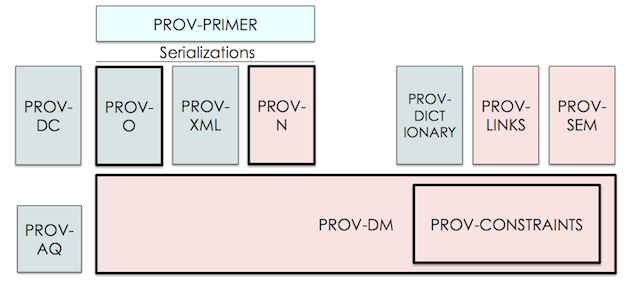 PROV-PRIMER
Serializations
PROV-
DC
PROV-
O
PROV-
XML
PROV-
N
PROV-
DICT
IONARY
PROV-
LINKS
PROV-
SEM
PROV-
AQ
PROV-DM
PROV-CONSTRAINTS